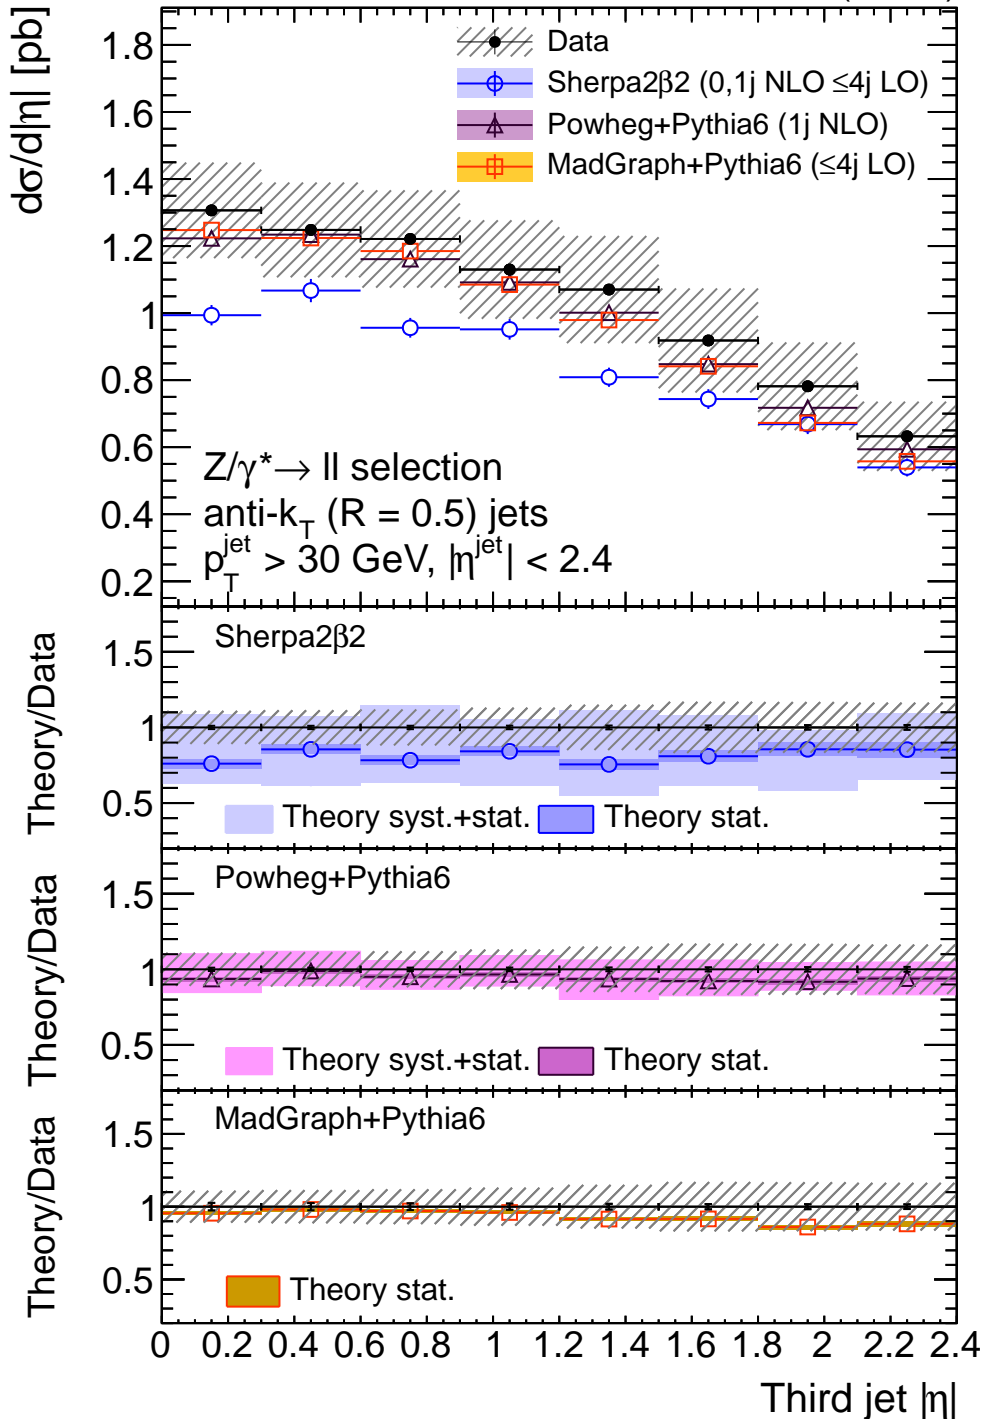 dσ/d|η| [pb]
1.8
1.6
1.4
1.2
1
0.8
0.6
0.4
0.2
Data
Sherpa2β2 (0,1j NLO ≤4j LO)
Powheg+Pythia6 (1j NLO)
MadGraph+Pythia6 (≤4j LO)
Z/γ*→ ll selection
anti-k_T (R = 0.5) jets
p_T^jet > 30 GeV, |η^jet| < 2.4
Theory/Data
1.5
1
0.5
Sherpa2β2
Theory syst.+stat.
Theory stat.
Theory/Data
1.5
1
0.5
Powheg+Pythia6
Theory syst.+stat.
Theory stat.
Theory/Data
1.5
1
0.5
MadGraph+Pythia6
Theory stat.
0 0.2 0.4 0.6 0.8 1 1.2 1.4 1.6 1.8 2 2.2 2.4
Third jet |η|